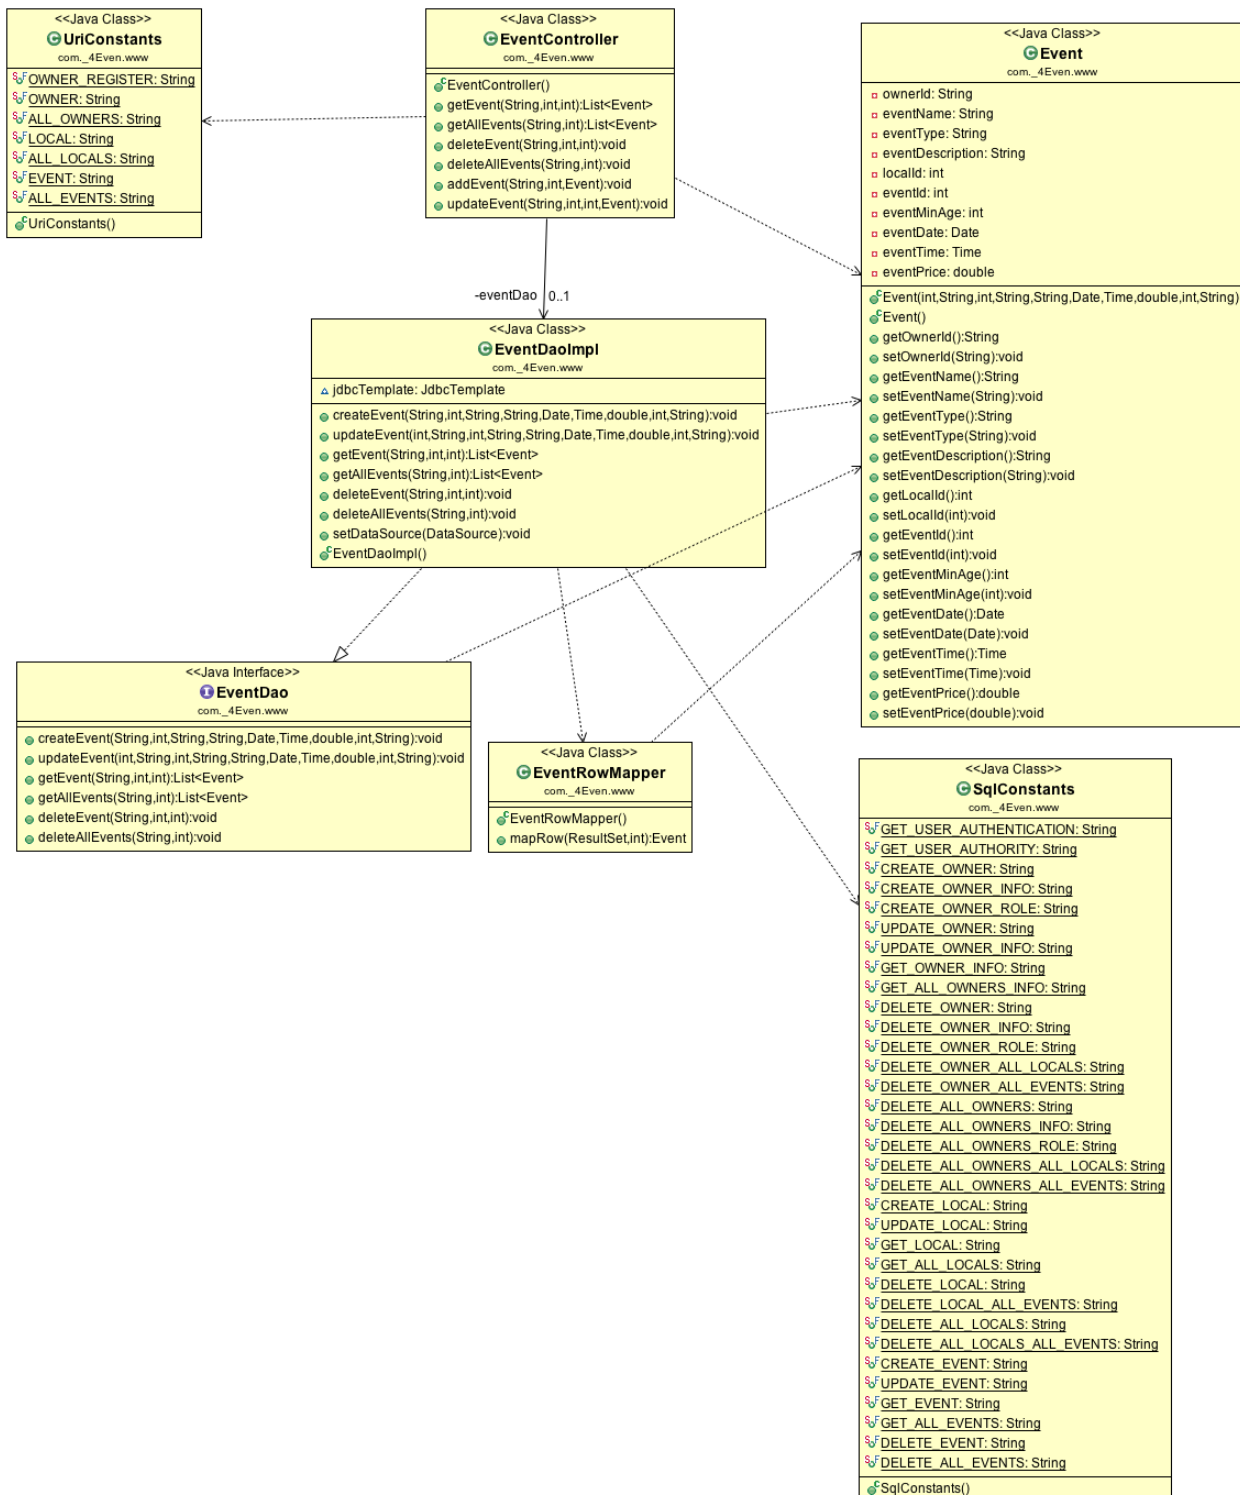 <<Java Class>>
UriConstants
com._4Even.www
OWNER_REGISTER: String
OWNER: String
ALL_OWNERS: String
LOCAL: String
ALL_LOCALS: String
EVENT: String
ALL_EVENTS: String
UriConstants()
<<Java Class>>
EventController
com._4Even.www
EventController()
getEvent(String,int,int):List<Event>
getAllEvents(String,int):List<Event>
deleteEvent(String,int,int):void
deleteAllEvents(String,int):void
addEvent(String,int,Event):void
updateEvent(String,int,int,Event):void
<<Java Class>>
Event
com._4Even.www
ownerId: String
eventName: String
eventType: String
eventDescription: String
localId: int
eventId: int
eventMinAge: int
eventDate: Date
eventTime: Time
eventPrice: double
Event(int,String,int,String,String,Date,Time,double,int,String)
Event()
getOwnerId():String
setOwnerId(String):void
getEventName():String
setEventName(String):void
getEventType():String
setEventType(String):void
getEventDescription():String
setEventDescription(String):void
getLocalId():int
setLocalId(int):void
getEventId():int
setEventId(int):void
getEventMinAge():int
setEventMinAge(int):void
getEventDate():Date
setEventDate(Date):void
getEventTime():Time
setEventTime(Time):void
getEventPrice():double
setEventPrice(double):void
-eventDao 0..1
<<Java Class>>
EventDaoImpl
com._4Even.www
jdbcTemplate: JdbcTemplate
createEvent(String,int,String,String,Date,Time,double,int,String):void
updateEvent(int,String,int,String,String,Date,Time,double,int,String):void
getEvent(String,int,int):List<Event>
getAllEvents(String,int):List<Event>
deleteEvent(String,int,int):void
deleteAllEvents(String,int):void
setDataSource(DataSource):void
EventDaoImpl()
<<Java Interface>>
EventDao
com._4Even.www
createEvent(String,int,String,String,Date,Time,double,int,String):void
updateEvent(int,String,int,String,String,Date,Time,double,int,String):void
getEvent(String,int,int):List<Event>
getAllEvents(String,int):List<Event>
deleteEvent(String,int,int):void
deleteAllEvents(String,int):void
<<Java Class>>
EventRowMapper
com._4Even.www
EventRowMapper()
mapRow(ResultSet,int):Event
<<Java Class>>
SqlConstants
com._4Even.www
GET_USER_AUTHENTICATION: String
GET_USER_AUTHORITY: String
CREATE_OWNER: String
CREATE_OWNER_INFO: String
CREATE_OWNER_ROLE: String
UPDATE_OWNER: String
UPDATE_OWNER_INFO: String
GET_OWNER_INFO: String
GET_ALL_OWNERS_INFO: String
DELETE_OWNER: String
DELETE_OWNER_INFO: String
DELETE_OWNER_ROLE: String
DELETE_OWNER_ALL_LOCALS: String
DELETE_OWNER_ALL_EVENTS: String
DELETE_ALL_OWNERS: String
DELETE_ALL_OWNERS_INFO: String
DELETE_ALL_OWNERS_ROLE: String
DELETE_ALL_OWNERS_ALL_LOCALS: String
DELETE_ALL_OWNERS_ALL_EVENTS: String
CREATE_LOCAL: String
UPDATE_LOCAL: String
GET_LOCAL: String
GET_ALL_LOCALS: String
DELETE_LOCAL: String
DELETE_LOCAL_ALL_EVENTS: String
DELETE_ALL_LOCALS: String
DELETE_ALL_LOCALS_ALL_EVENTS: String
CREATE_EVENT: String
UPDATE_EVENT: String
GET_EVENT: String
GET_ALL_EVENTS: String
DELETE_EVENT: String
DELETE_ALL_EVENTS: String
SqlConstants()